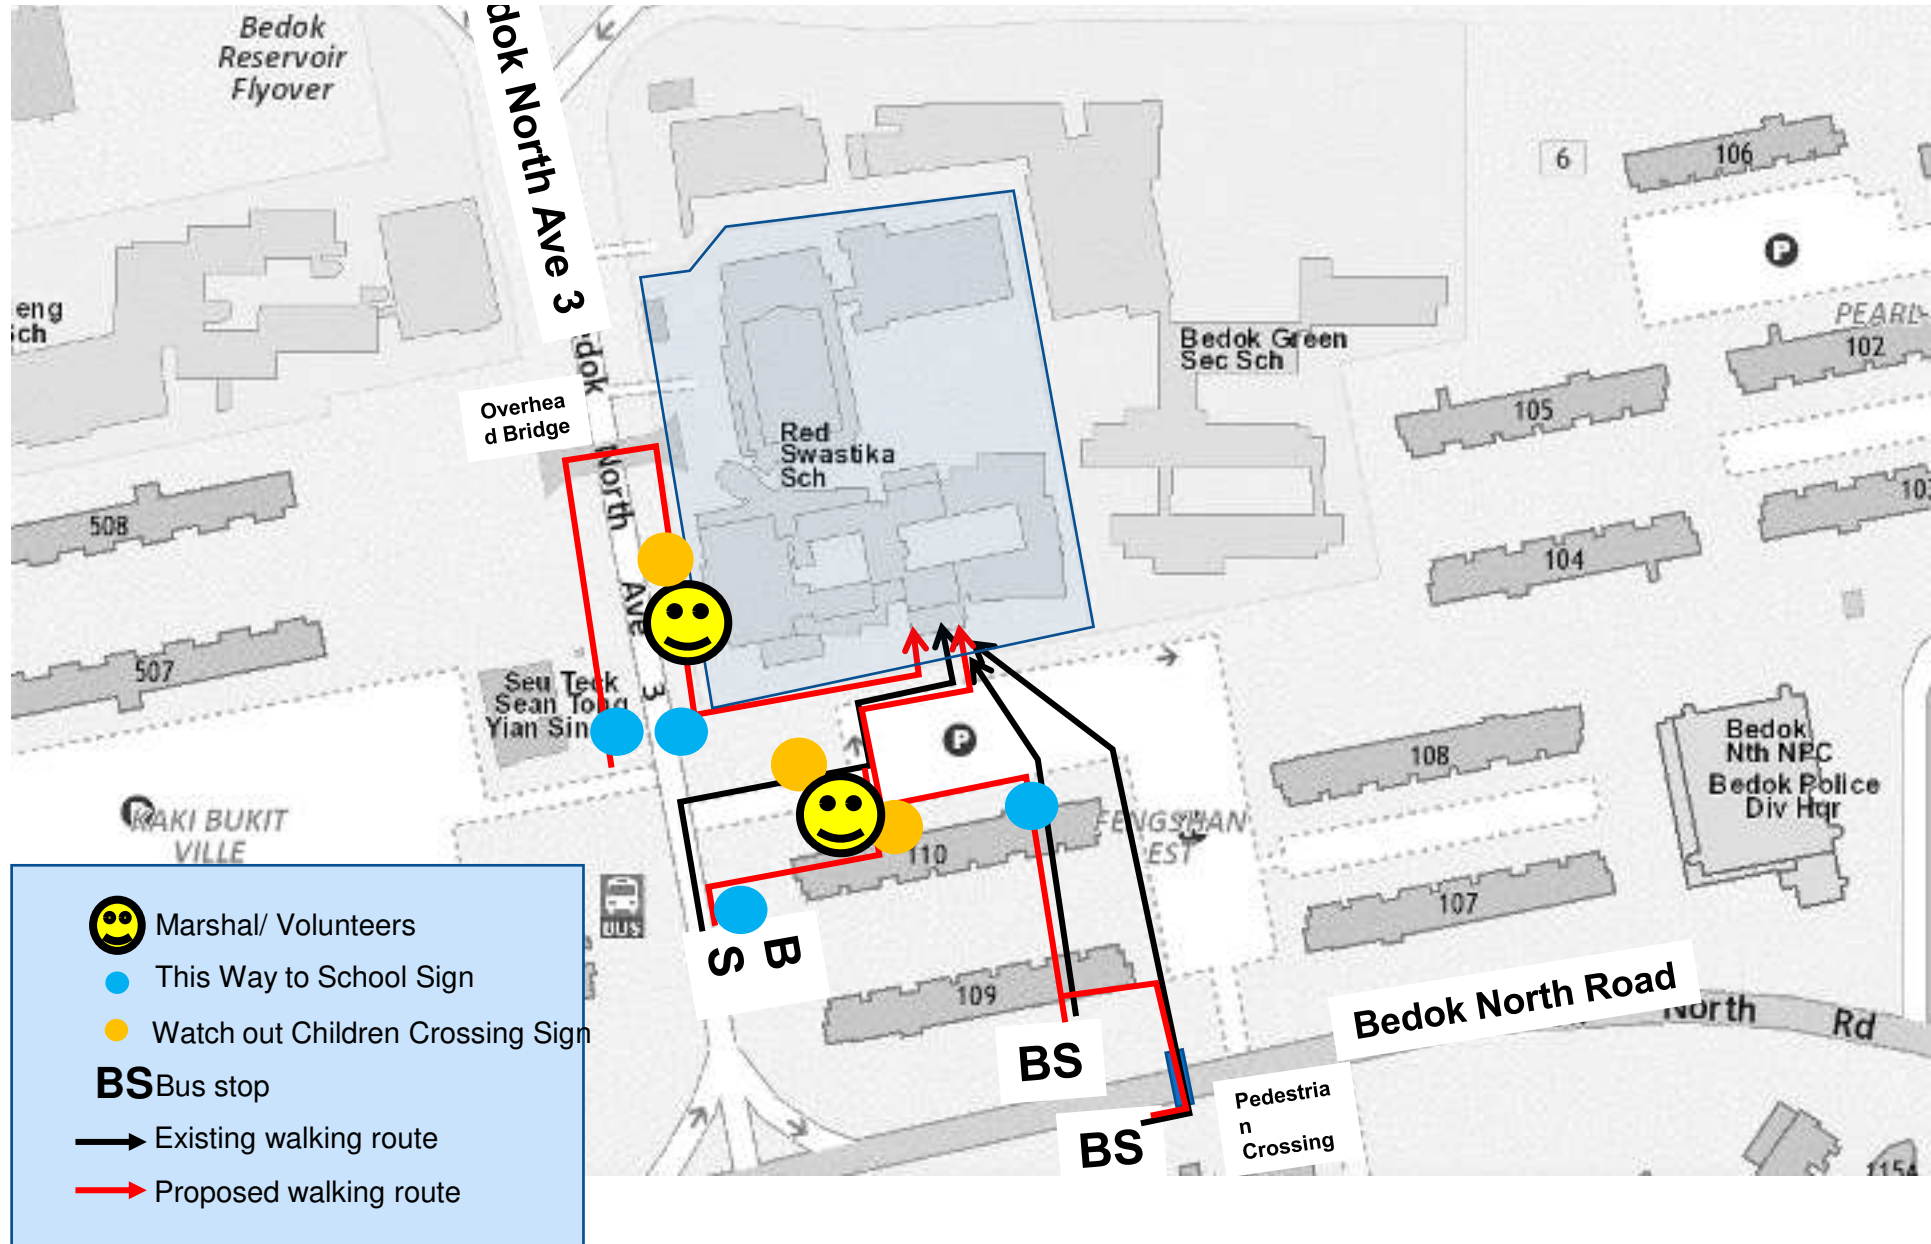 Bedok
Reservoir
Flyover
dok North Ave 3
6
106
P
PEARL
102
eng
Sch
dok
North
Ave
3
Overhea
d Bridge
Bedok Green
Sec Sch
105
Red
Swastika
Sch
508
104
507
Seu Teck
Sean Tong
Yian Sin
P
108
Bedok
Nth NPC
Bedok Police
Div Hqr
KAKI BUKIT
VILLE
FENGSHAN
EST
110
107
BUS
B
S
109
Bedok North Road
North Rd
BS
BS
Pedestria
n
Crossing
115A
Marshal/ Volunteers
This Way to School Sign
Watch out Children Crossing Sign
BS Bus stop
Existing walking route
Proposed walking route